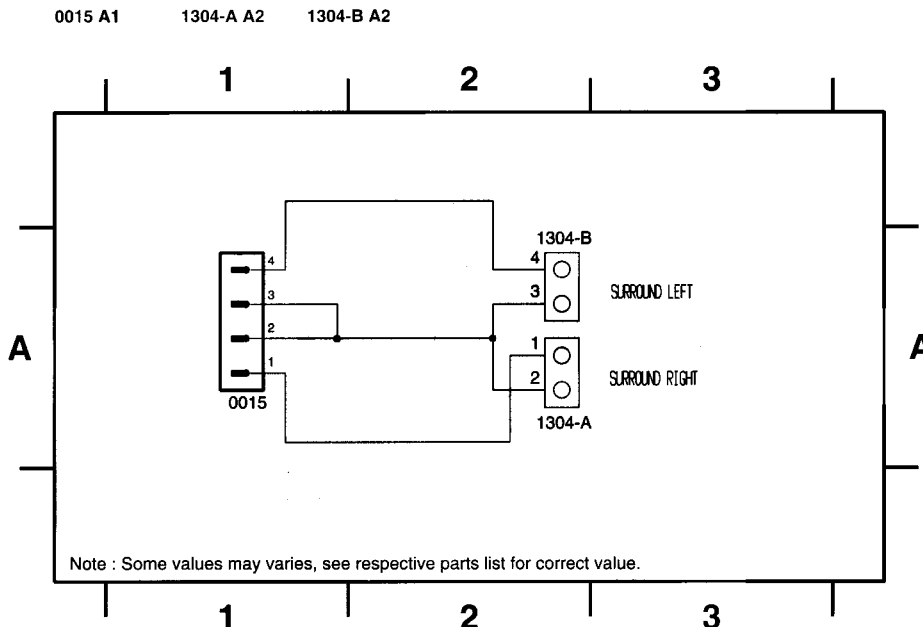 0015 A1 1304-A A2 1304-B A2
1 2 3
1304-B
4
4
3
SURROUND LEFT
3
2
A
A
1
SURROUND RIGHT
1
2
0015
1304-A
Note : Some values may varies, see respective parts list for correct value.
1 2 3